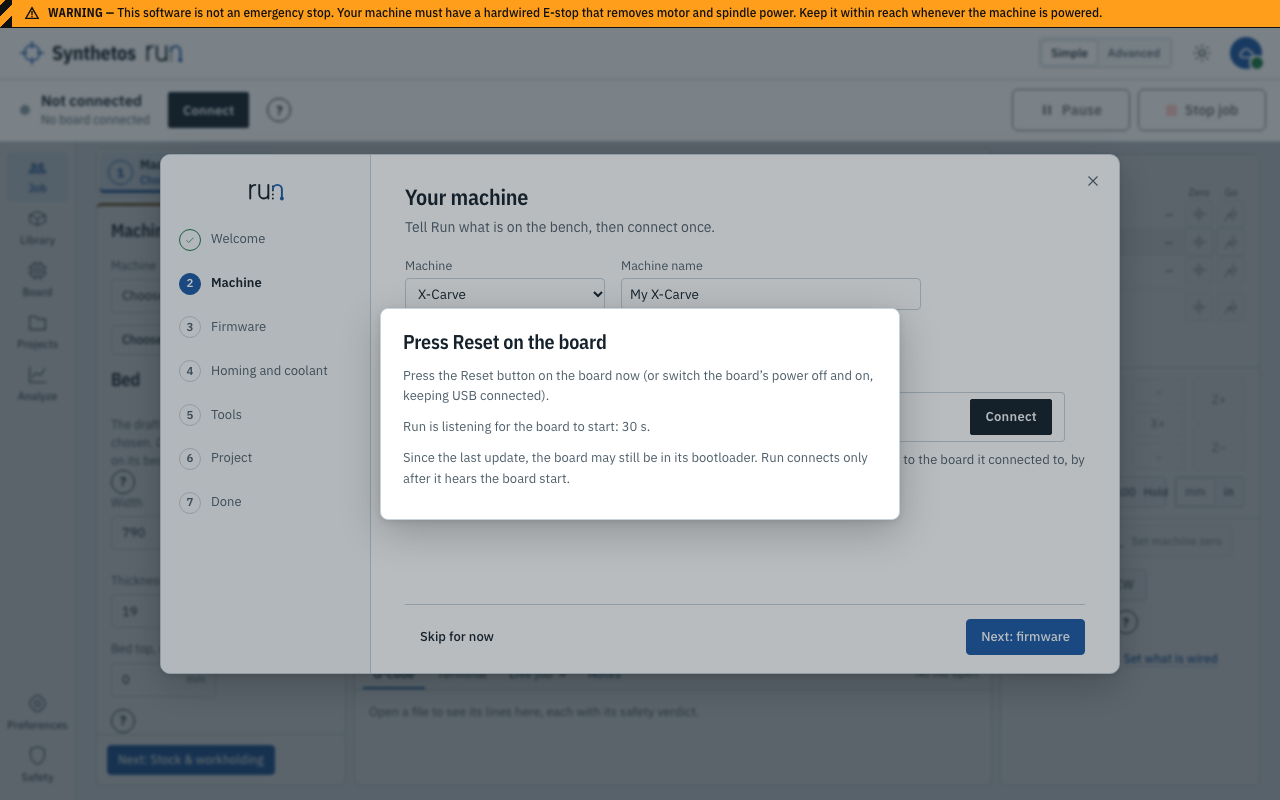 WARNING — This software is not an emergency stop. Your machine must have a hardwired E-stop that removes motor and spindle power. Keep it within reach whenever the machine is powered.
Synthetos run
Simple Advanced
Not connected
No board connected
Connect
?
Pause
Stop job
Job
Library
Board
Projects
Analyze
Preferences
Safety
1
Machine
Bed
Width
790
19
Bed top,
0
mm
?
Next: Stock & workholding
run
Welcome
2 Machine
3 Firmware
4 Homing and coolant
5 Tools
6 Project
7 Done
Your machine
Tell Run what is on the bench, then connect once.
Machine
X-Carve
Machine name
My X-Carve
Connect
to the board it connected to, by
Press Reset on the board
Press the Reset button on the board now (or switch the board’s power off and on,
keeping USB connected).
Run is listening for the board to start: 30 s.
Since the last update, the board may still be in its bootloader. Run connects only
after it hears the board start.
Skip for now
Next: firmware
Open a file to see its lines here, each with its safety verdict.
Zero Go
X+
Z+
Z-
Hold
mm in
Set machine zero
?
Set what is wired